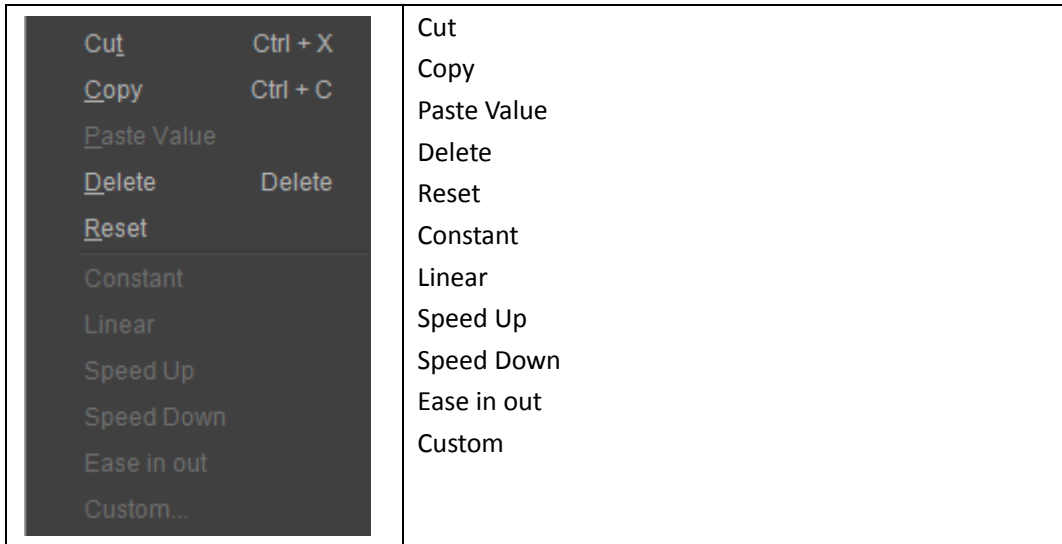 Cut Ctrl + X
Copy Ctrl + C
Paste Value
Delete Delete
Reset
Constant
Linear
Speed Up
Speed Down
Ease in out
Custom...
Cut
Copy
Paste Value
Delete
Reset
Constant
Linear
Speed Up
Speed Down
Ease in out
Custom